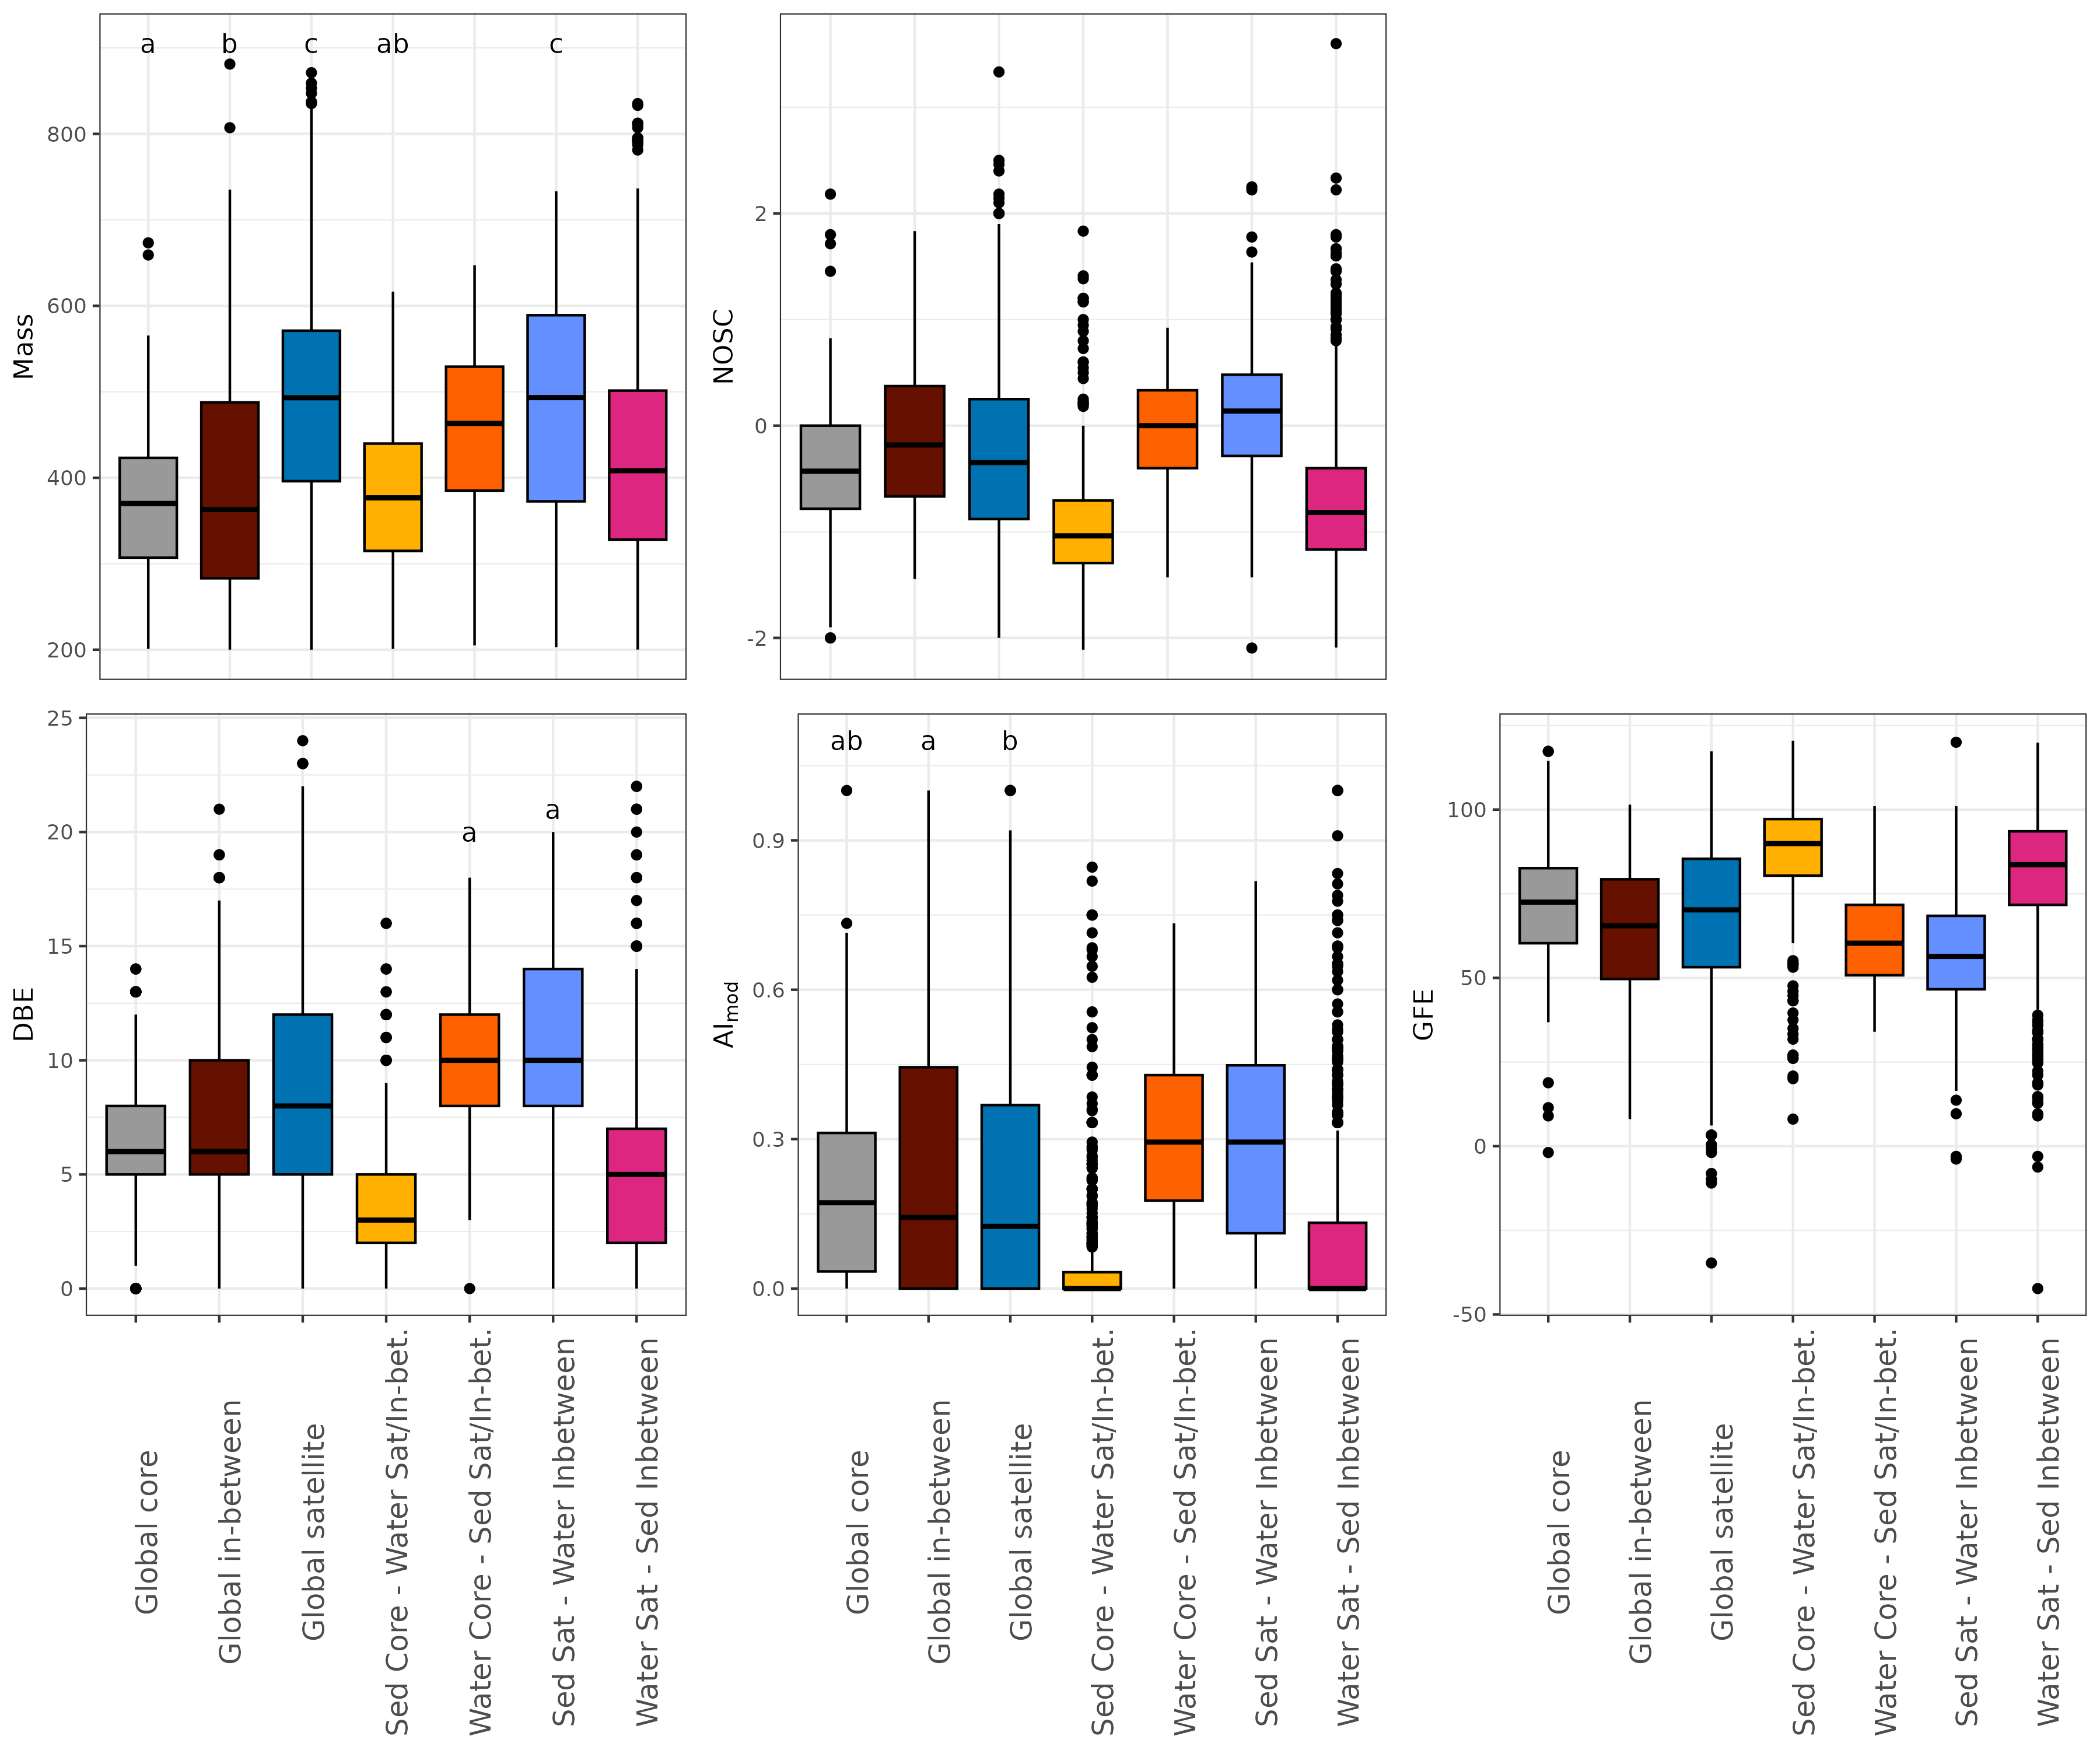 a b c ab c
Mass
800
600
400
200
NOSC
2
0
-2
DBE
25
20
15
10
5
0
a a
AImod
ab a b
0.9
0.6
0.3
0.0
GFE
100
50
0
-50
Global core
Global in-between
Global satellite
Sed Core - Water Sat/In-bet.
Water Core - Sed Sat/In-bet.
Sed Sat - Water Inbetween
Water Sat - Sed Inbetween
Global core
Global in-between
Global satellite
Sed Core - Water Sat/In-bet.
Water Core - Sed Sat/In-bet.
Sed Sat - Water Inbetween
Water Sat - Sed Inbetween
Global core
Global in-between
Global satellite
Sed Core - Water Sat/In-bet.
Water Core - Sed Sat/In-bet.
Sed Sat - Water Inbetween
Water Sat - Sed Inbetween